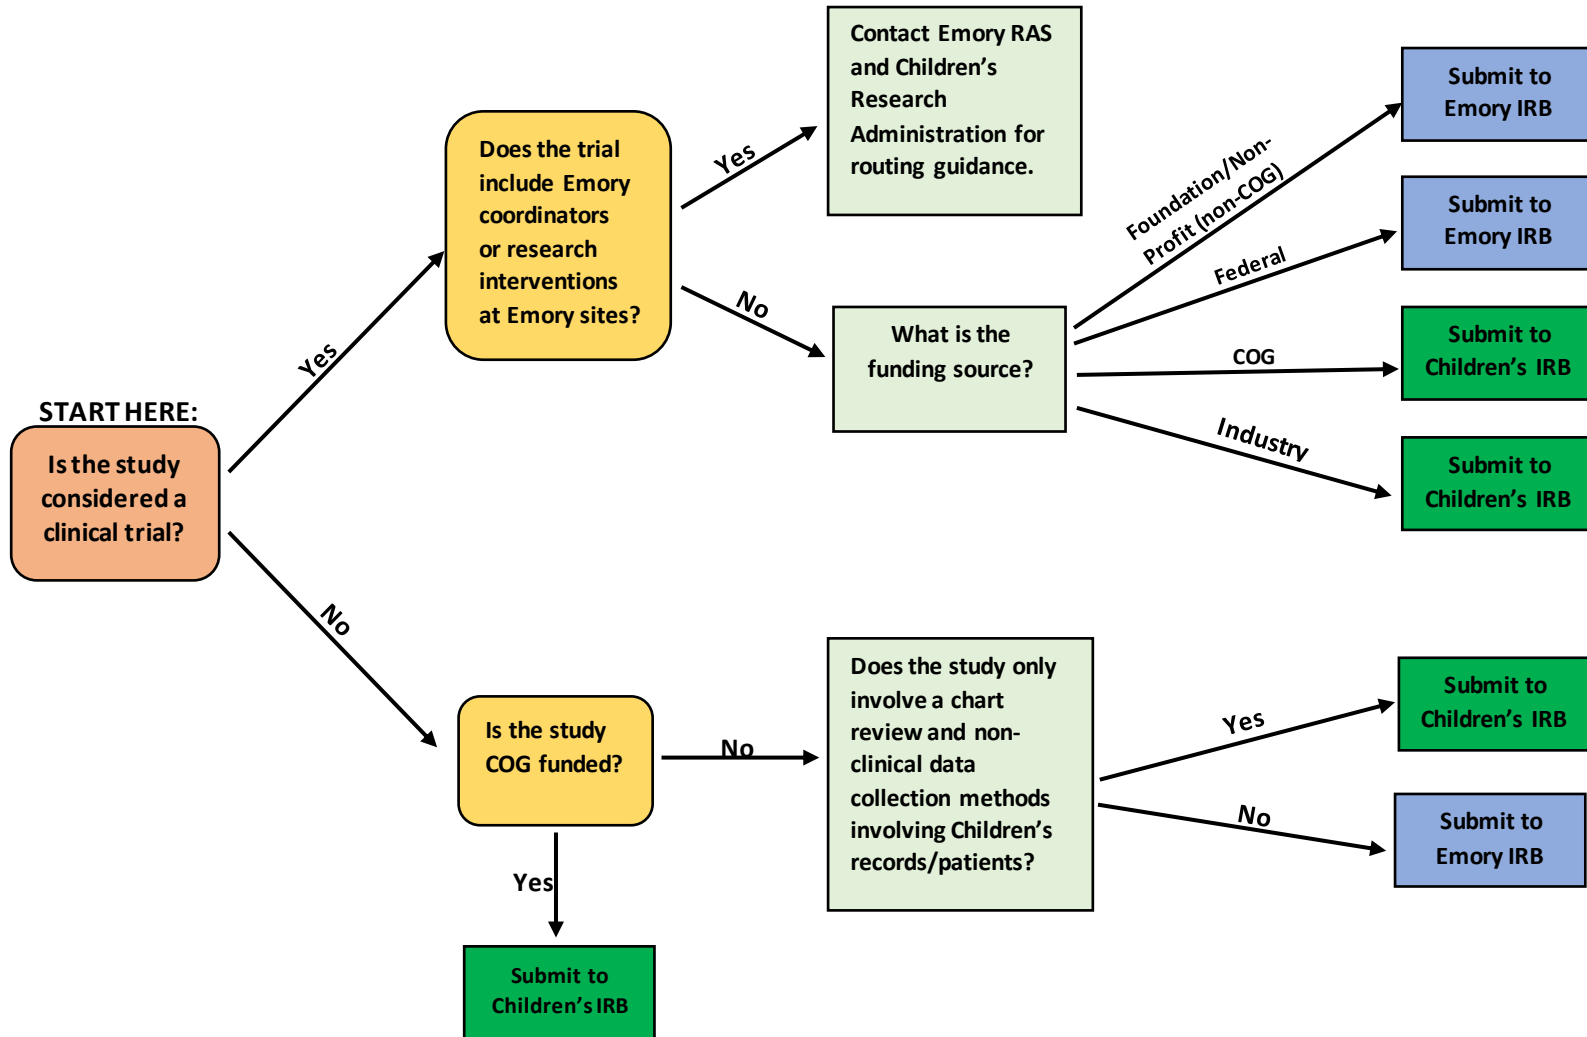 START HERE:
Is the study
considered a
clinical trial?
Yes
No
Does the trial
include Emory
coordinators
or research
interventions
at Emory sites?
Yes
No
Contact Emory RAS
and Children's
Research
Administration for
routing guidance.
What is the
funding source?
Foundation/Non-
Profit (non-COG)
Federal
COG
Industry
Submit to
Emory IRB
Submit to
Emory IRB
Submit to
Children's IRB
Submit to
Children's IRB
Is the study
COG funded?
No
Yes
Submit to
Children's IRB
Does the study only
involve a chart
review and non-
clinical data
collection methods
involving Children's
records/patients?
Yes
No
Submit to
Children's IRB
Submit to
Emory IRB